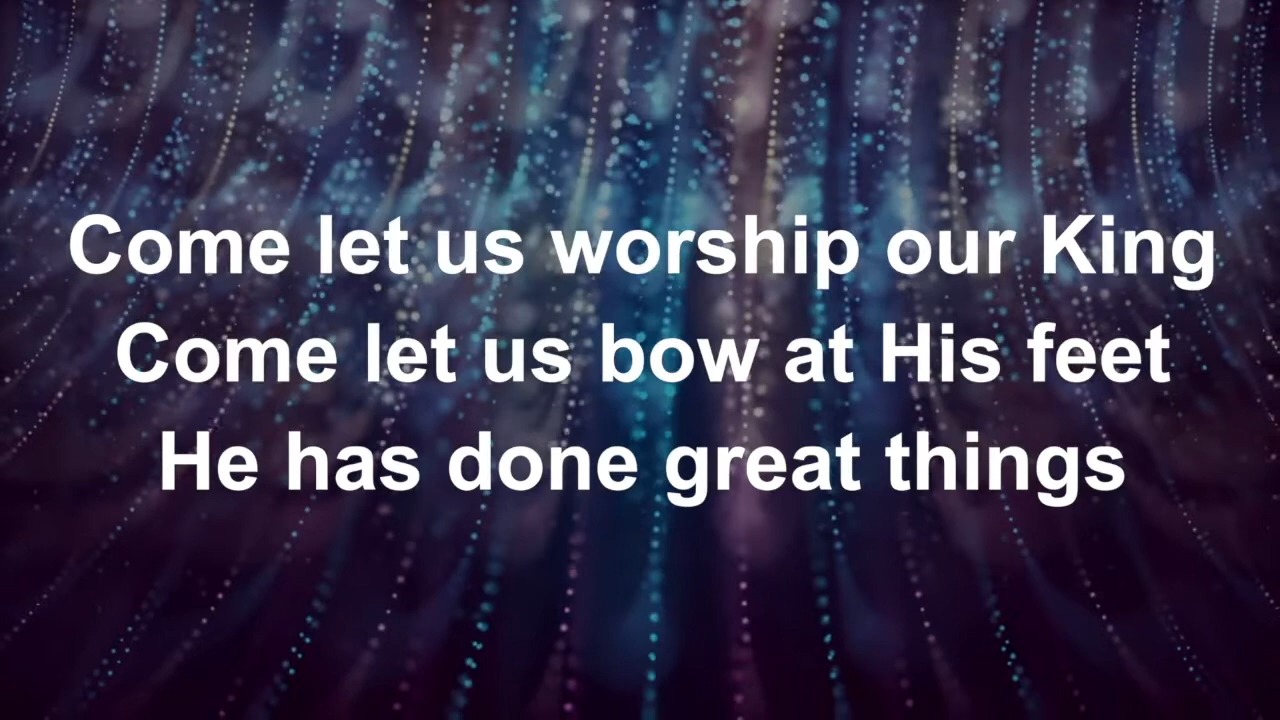 Come let us worship our King
Come let us bow at His feet
He has done great things